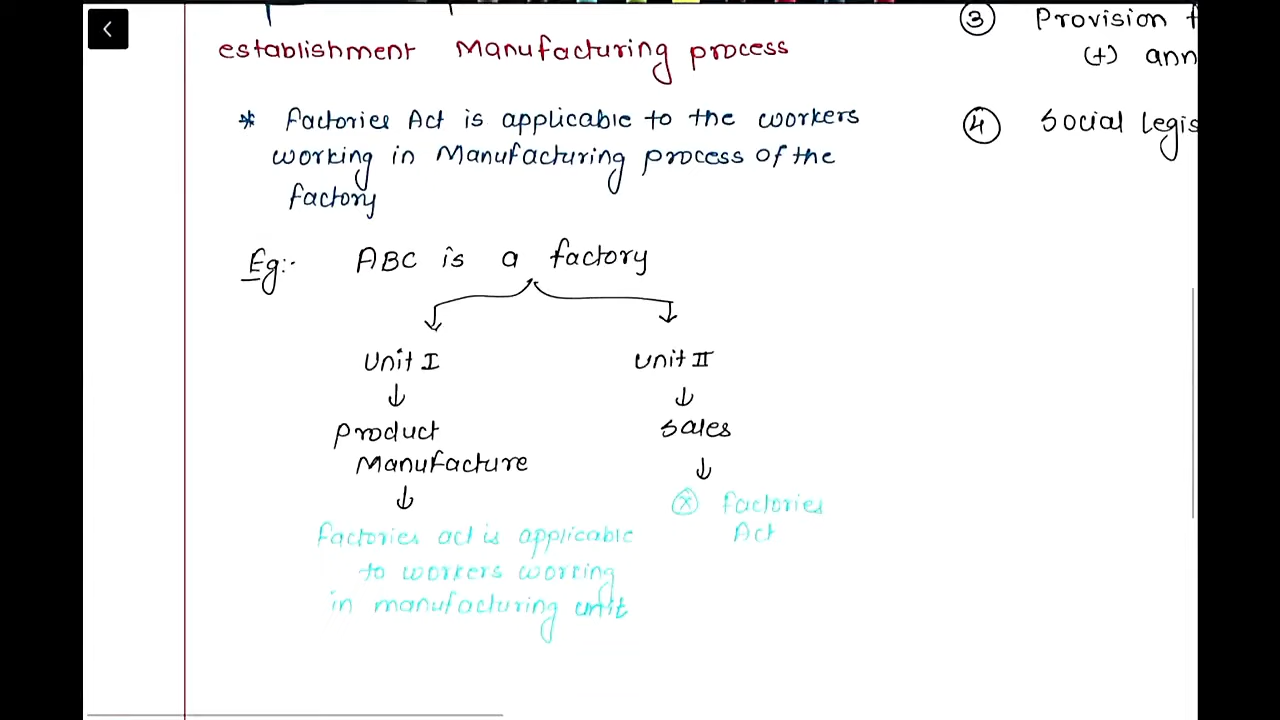 establishment Manufacturing process
* Factories Act is applicable to the workers
working in Manufacturing process of the
factory
Eg:- ABC is a factory
Unit I
Unit II
↓
↓
Product
Manufacture
Sales
↓
↓
Factories act is applicable
to workers working
in manufacturing unit
ⓧ Factories
Act
③ Provision f
(+) ann
④ Social Legis